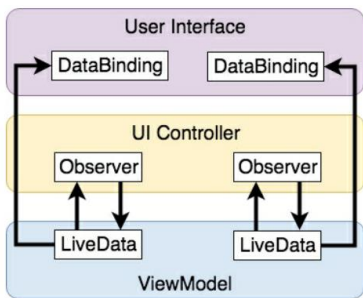 User Interface
DataBinding DataBinding
UI Controller
Observer Observer
LiveData LiveData
ViewModel